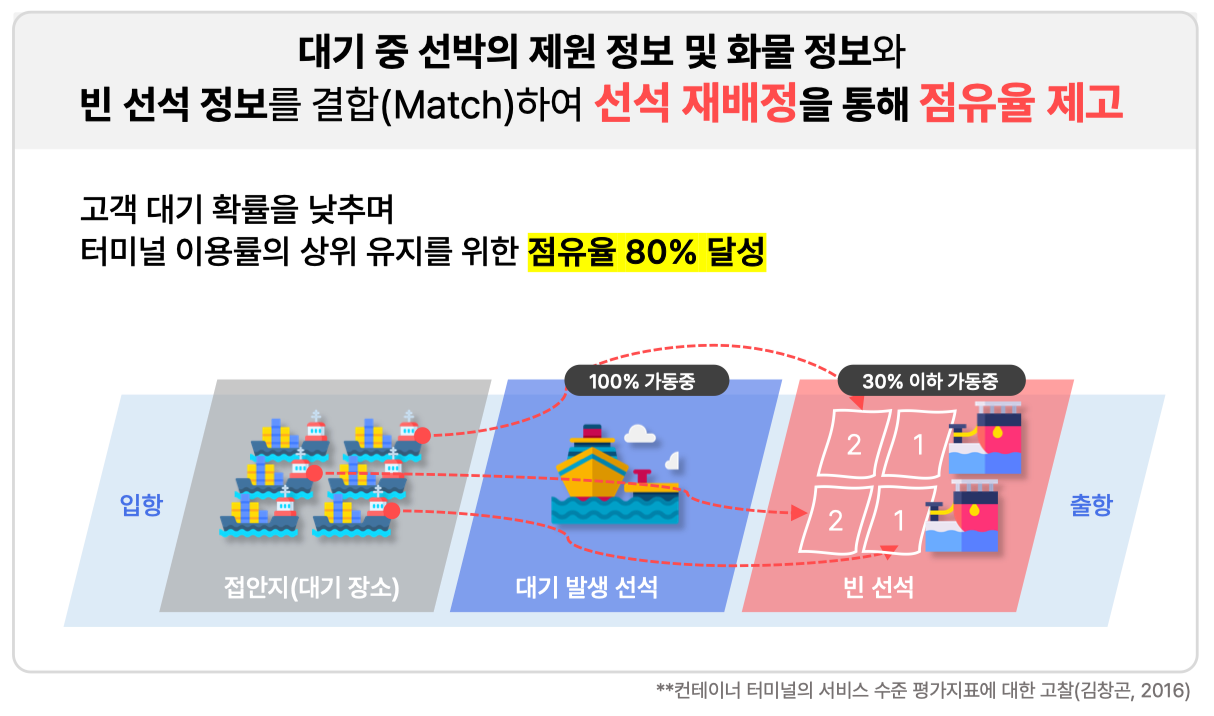 대기 중 선박의 제원 정보 및 화물 정보와
빈 선석 정보를 결합(Match)하여 선석 재배정을 통해 점유율 제고
고객 대기 확률을 낮추며
터미널 이용률의 상위 유지를 위한 점유율 80% 달성
100% 가동중
30% 이하 가동중
2 1
입항
출항
2 1
접안지(대기 장소)
대기 발생 선석
빈 선석
**컨테이너 터미널의 서비스 수준 평가지표에 대한 고찰(김창곤, 2016)